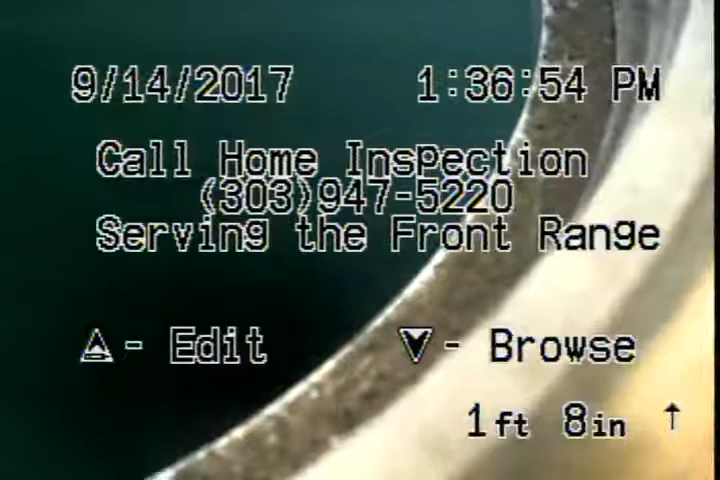 9/14/2017 1:36:54 PM
Call Home Inspection
(303)947-5220
Serving the Front Range
▲- Edit ▼- Browse
1ft 8in ↑